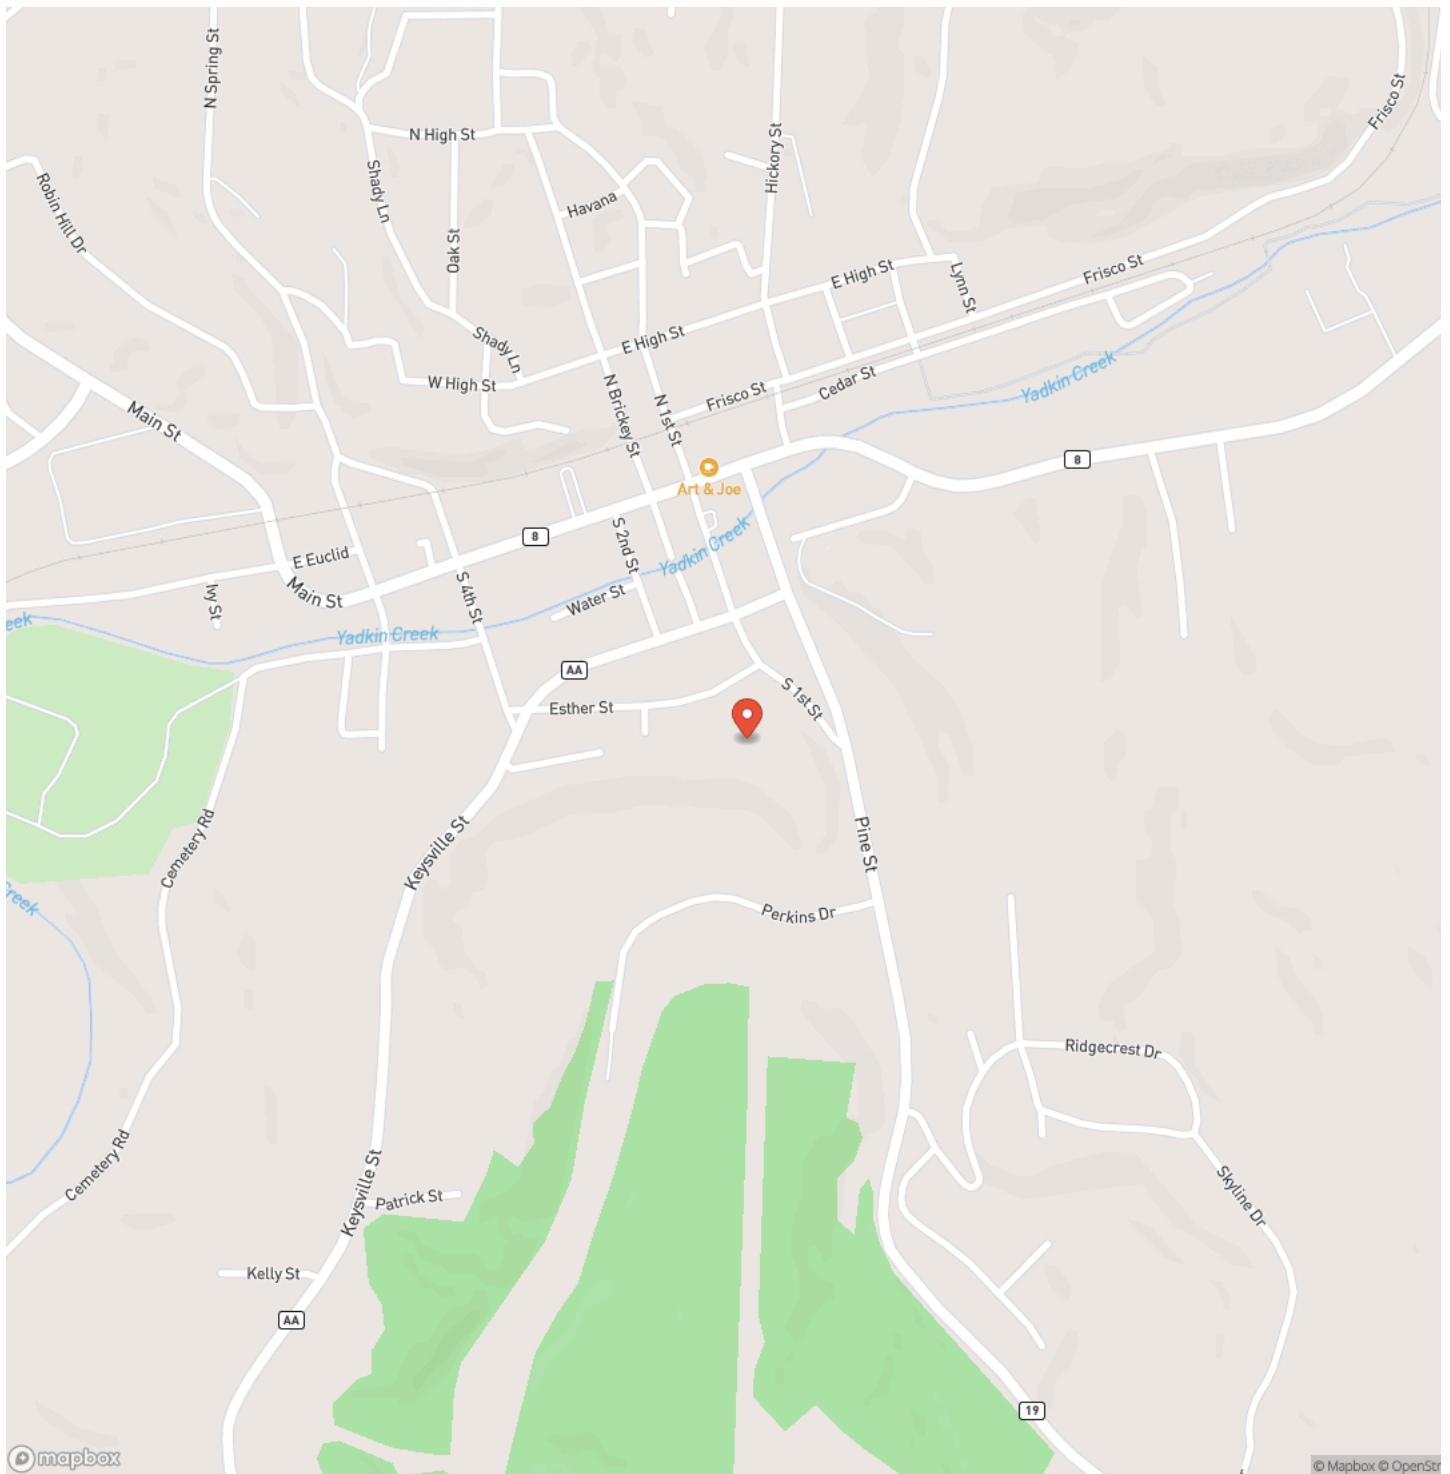 N Spring St
Frisco St
N High St
Hickory St
Shady Ln
Robin Hill Dr
Havana
Oak St
E High St
Lynn St
Frisco St
Shady Ln
E High St
W High St
Cedar St
Yadkin Creek
Frisco St
N Brickey St
N 1st St
Main St
8
Art & Joe
8
S 2nd St
Yadkin Creek
E Euclid
Main St
Ivy St
S 4th St
Water St
eek
Yadkin Creek
AA
Esther St
S 1st St
Cemetery Rd
Keysville St
Pine St
Creek
Perkins Dr
Ridgecrest Dr
Cemetery Rd
Keysville St
Patrick St
Skyline Dr
Kelly St
AA
19
mapbox
© Mapbox © OpenStr